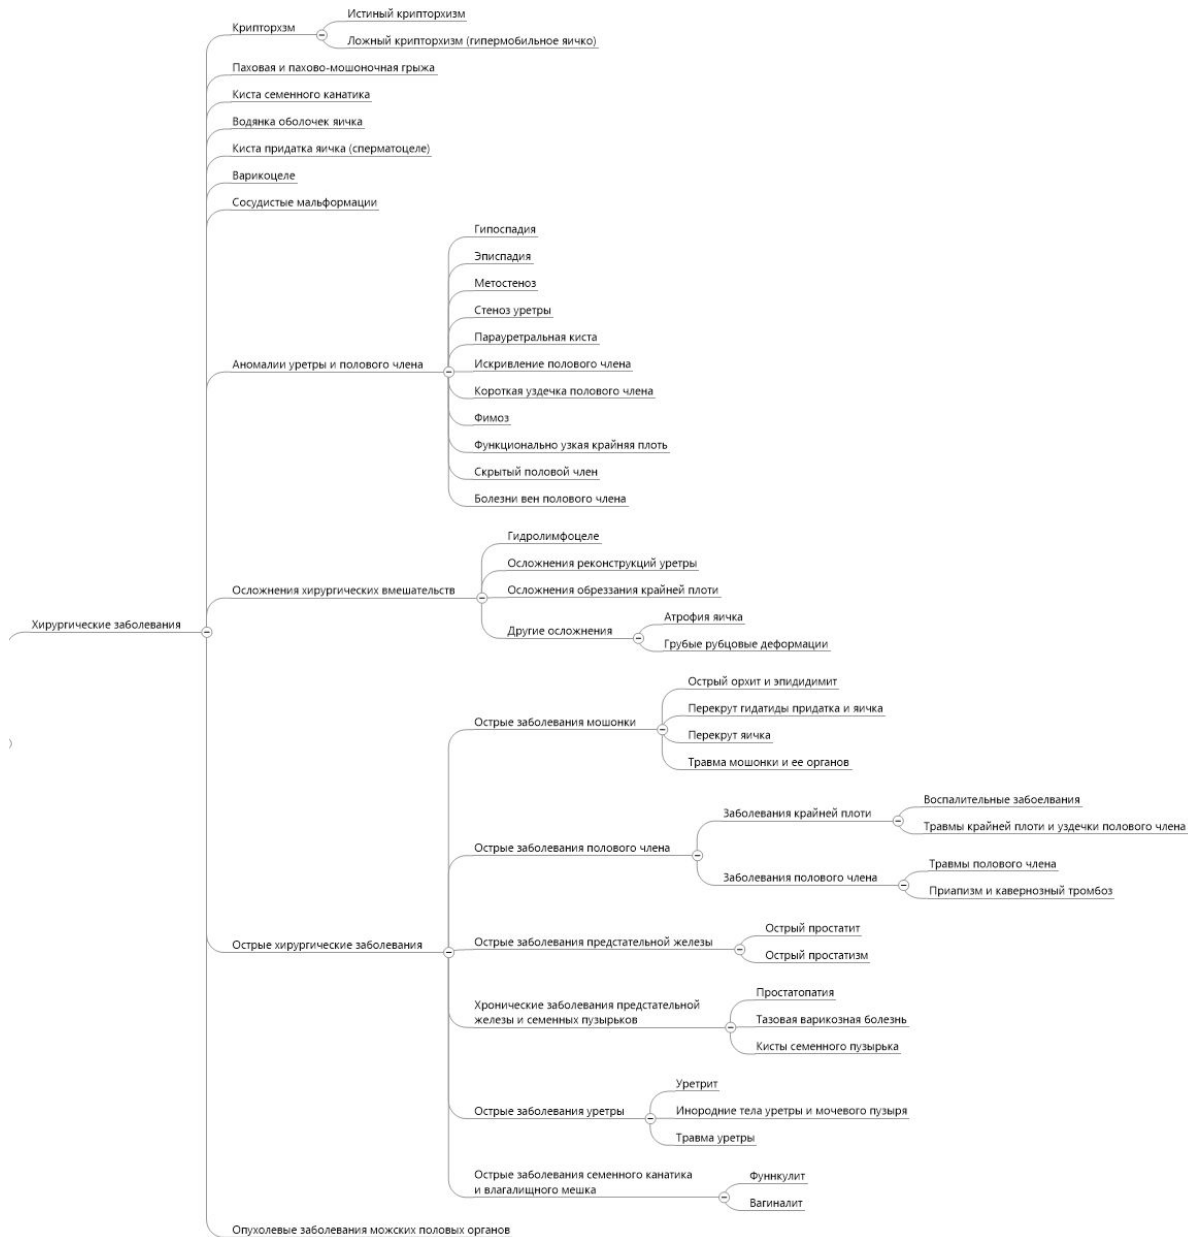 Истиный крипторхизм
Крипторхзм
Ложный крипторхизм (гипермобильное яичко)
Паховая и пахово-мошоночная грыжа
Киста семенного канатика
Водянка оболочек яичка
Киста придатка яичка (сперматоцеле)
Варикоцеле
Сосудистые мальформации
Гипоспадия
Эписпадия
Метостеноз
Стеноз уретры
Парауретральная киста
Аномалии уретры и полового члена
Искривление полового члена
Короткая уздечка полового члена
Фимоз
Функционально узкая крайняя плоть
Скрытый половой член
Болезни вен полового члена
Гидролимфоцеле
Осложнения реконструкций уретры
Осложнения хирургических вмешательств
Осложнения обреззания крайней плоти
Другие осложнения
Атрофия яичка
Грубые рубцовые деформации
Хирургические заболевания
Острый орхит и эпидидимит
Острые заболевания мошонки
Перекрут гидатиды придатка и яичка
Перекрут яичка
Травма мошонки и ее органов
)
Воспалительные забоелвания
Заболевания крайней плоти
Травмы крайней плоти и уздечки полового члена
Острые заболевания полового члена
Травмы полового члена
Заболевания полового члена
Приапизм и кавернозный тромбоз
Острые хирургические заболевания
Острый простатит
Острые заболевания предстательной железы
Острый простатизм
Простатопатия
Хронические заболевания предстательной
железы и семенных пузырьков
Тазовая варикозная болезнь
Кисты семенного пузырька
Уретрит
Острые заболевания уретры
Инородние тела уретры и мочевого пузыря
Травма уретры
Острые заболевания семенного канатика
и влагалищного мешка
Фуннкулит
Вагиналит
Опухолевые заболевания можских половых органов